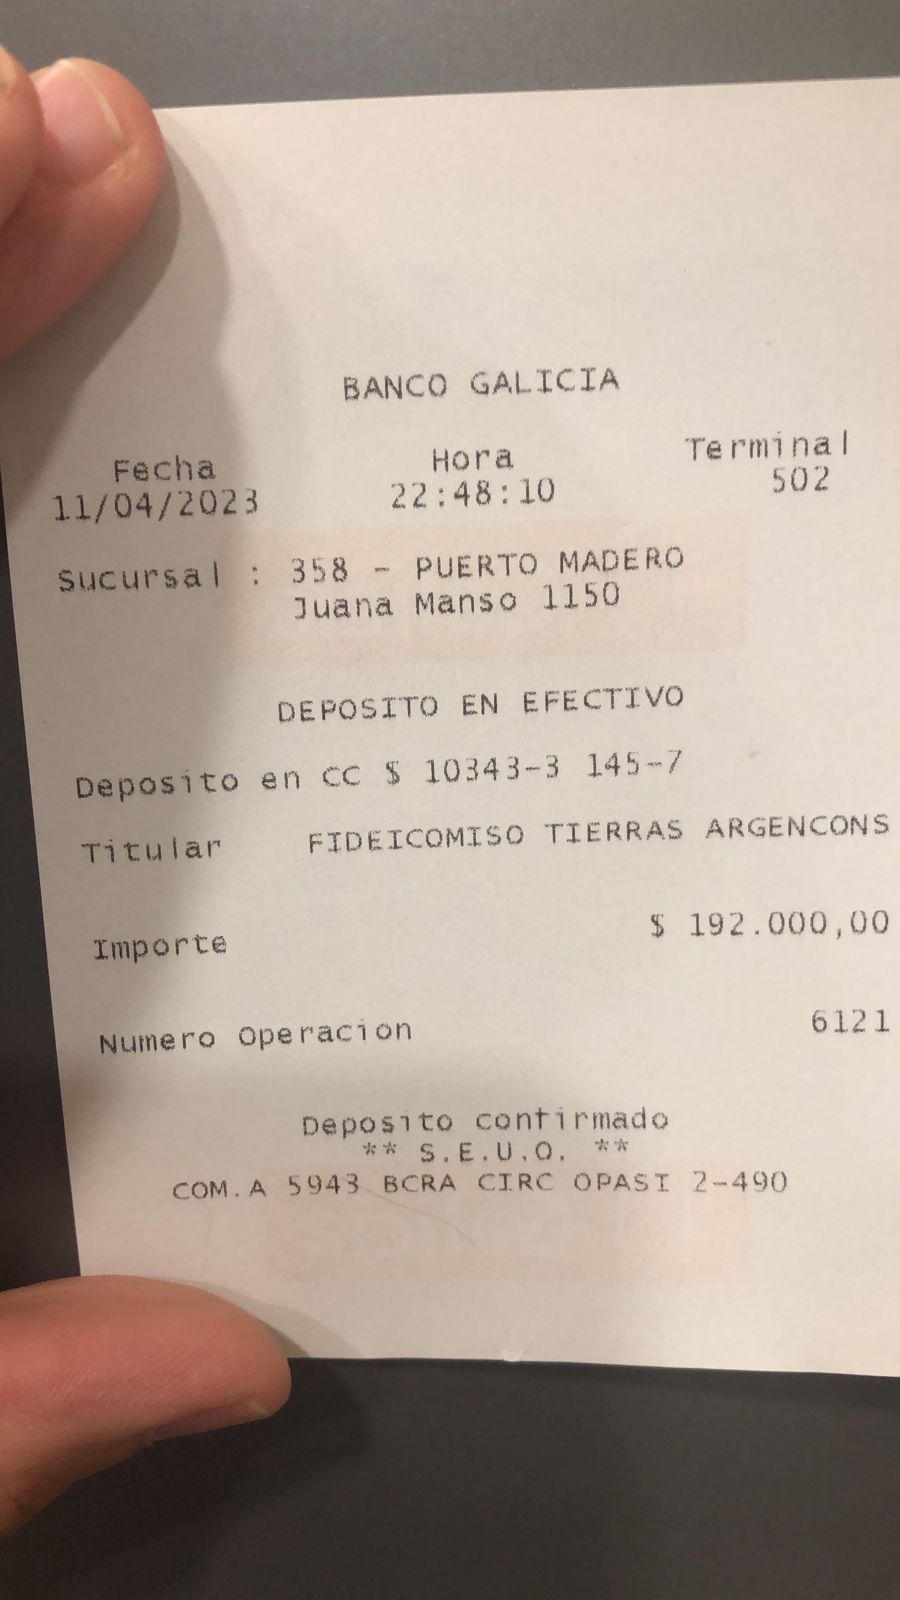 BANCO GALICIA
Fecha Hora Terminal
11/04/2023 22:48:10 502
Sucursal : 358 - PUERTO MADERO
Juana Manso 1150
DEPOSITO EN EFECTIVO
Deposito en CC $ 10343-3 145-7
Titular FIDEICOMISO TIERRAS ARGENCONS
Importe $ 192.000,00
Numero Operacion 6121
Deposito confirmado
** S.E.U.O. **
COM.A 5943 BCRA CIRC OPASI 2-490